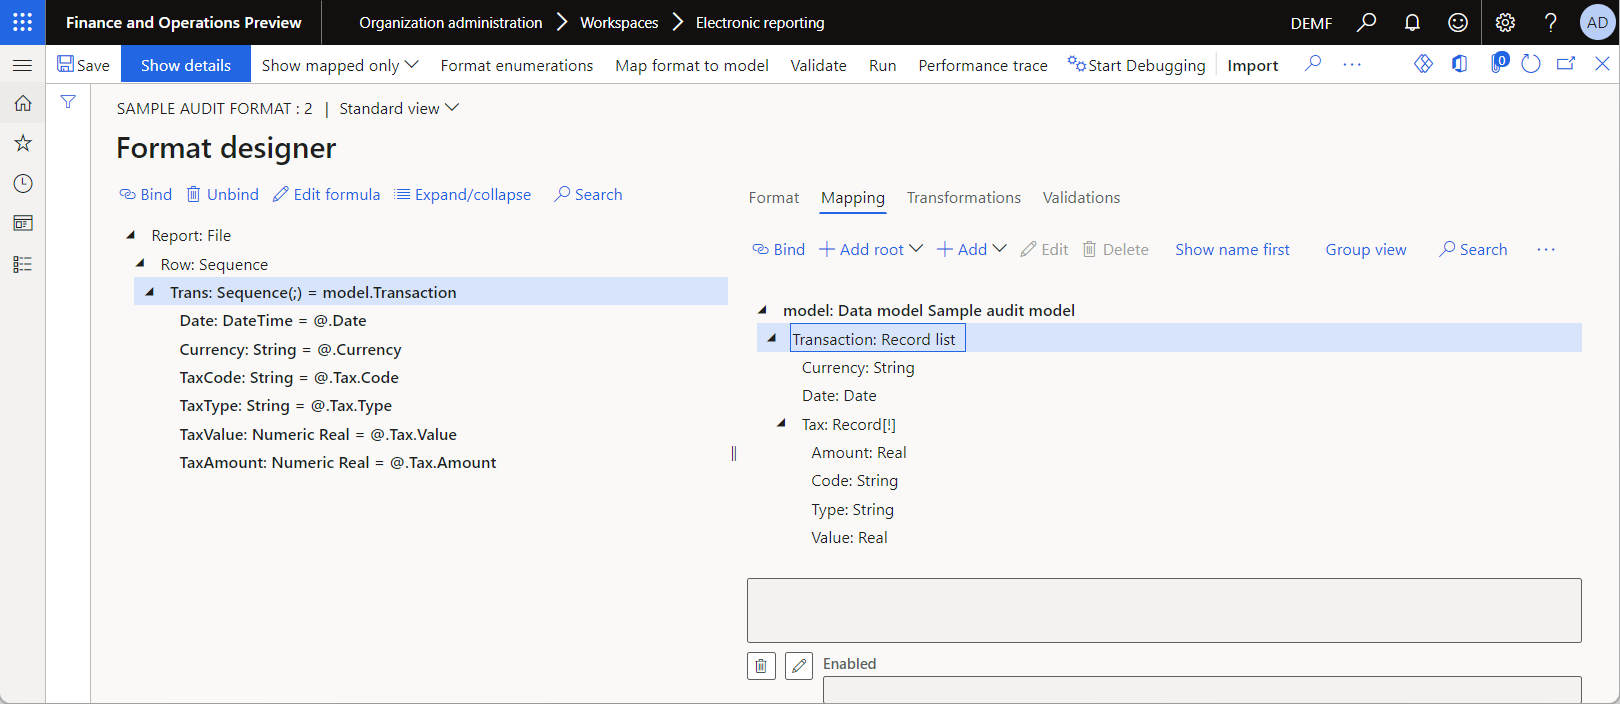 Finance and Operations Preview
Organization administration > Workspaces > Electronic reporting
DEMF
? AD
Save Show details Show mapped only Format enumerations Map format to model Validate Run Performance trace Start Debugging Import ··· 0
SAMPLE AUDIT FORMAT : 2 | Standard view
Format designer
Bind Unbind Edit formula Expand/collapse Search
Report: File
Row: Sequence
Trans: Sequence(;) = model.Transaction
Date: DateTime = @.Date
Currency: String = @.Currency
TaxCode: String = @.Tax.Code
TaxType: String = @.Tax.Type
TaxValue: Numeric Real = @.Tax.Value
TaxAmount: Numeric Real = @.Tax.Amount
Format Mapping Transformations Validations
Bind + Add root + Add Edit Delete Show name first Group view Search ···
model: Data model Sample audit model
Transaction: Record list
Currency: String
Date: Date
Tax: Record[!]
Amount: Real
Code: String
Type: String
Value: Real
Enabled